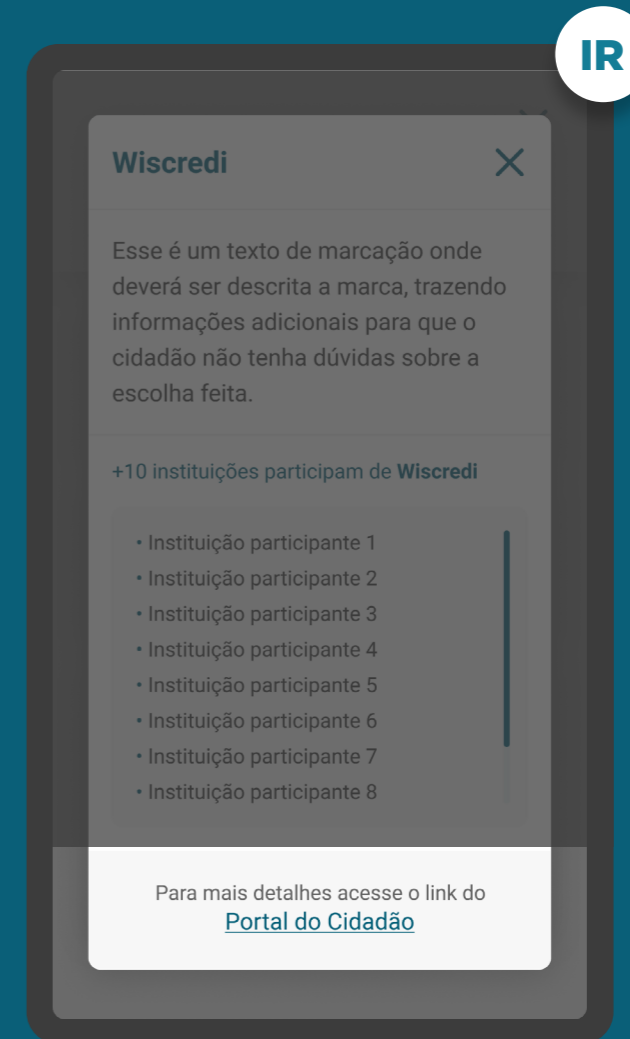 IR
Wiscredi
Esse é um texto de marcação onde
deverá ser descrita a marca, trazendo
informações adicionais para que o
cidadão não tenha dúvidas sobre a
escolha feita.
+10 instituições participam de Wiscredi
• Instituição participante 1
• Instituição participante 2
• Instituição participante 3
• Instituição participante 4
• Instituição participante 5
• Instituição participante 6
• Instituição participante 7
• Instituição participante 8
Para mais detalhes acesse o link do
Portal do Cidadão